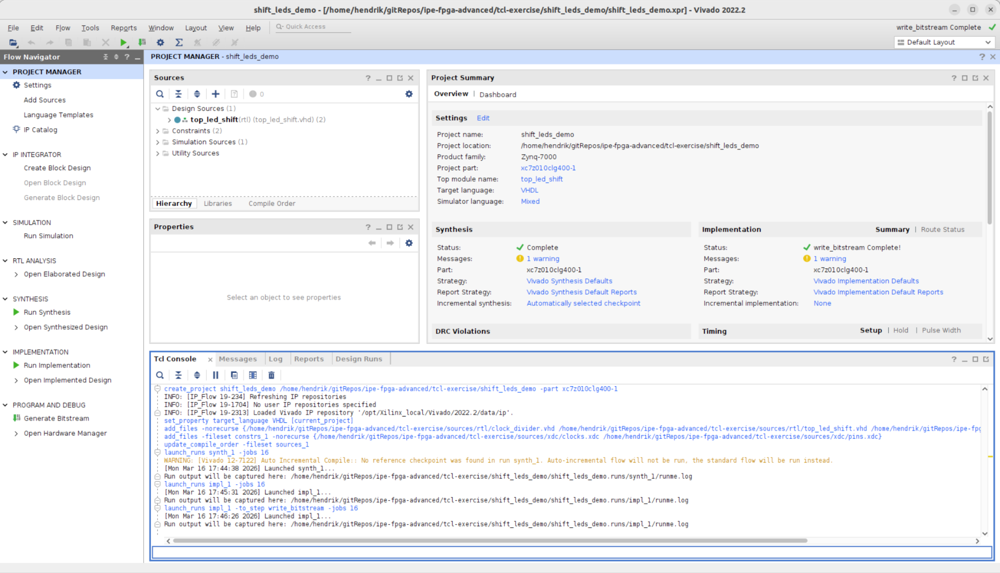 shift_leds_demo - [/home/hendrik/gitRepos/ipe-fpga-advanced/tcl-exercise/shift_leds_demo/shift_leds_demo.xpr] - Vivado 2022.2
File Edit Flow Tools Reports Window Layout View Help Quick Access
write_bitstream Complete
Default Layout
Flow Navigator
PROJECT MANAGER
Settings
Add Sources
Language Templates
IP Catalog
IP INTEGRATOR
Create Block Design
Open Block Design
Generate Block Design
SIMULATION
Run Simulation
RTL ANALYSIS
Open Elaborated Design
SYNTHESIS
Run Synthesis
Open Synthesized Design
IMPLEMENTATION
Run Implementation
Open Implemented Design
PROGRAM AND DEBUG
Generate Bitstream
Open Hardware Manager
PROJECT MANAGER - shift_leds_demo
Sources
0
Design Sources (1)
top_led_shift(rtl) (top_led_shift.vhd) (2)
Constraints (2)
Simulation Sources (1)
Utility Sources
Hierarchy Libraries Compile Order
Properties
Select an object to see properties
Project Summary
Overview | Dashboard
Settings Edit
Project name: shift_leds_demo
Project location: /home/hendrik/gitRepos/ipe-fpga-advanced/tcl-exercise/shift_leds_demo
Product family: Zynq-7000
Project part: xc7z010clg400-1
Top module name: top_led_shift
Target language: VHDL
Simulator language: Mixed
Synthesis
Status: Complete
Messages: 1 warning
Part: xc7z010clg400-1
Strategy: Vivado Synthesis Defaults
Report Strategy: Vivado Synthesis Default Reports
Incremental synthesis: Automatically selected checkpoint
Implementation Summary | Route Status
Status: write_bitstream Complete!
Messages: 1 warning
Part: xc7z010clg400-1
Strategy: Vivado Implementation Defaults
Report Strategy: Vivado Implementation Default Reports
Incremental implementation: None
DRC Violations
Timing Setup | Hold | Pulse Width
Tcl Console Messages Log Reports Design Runs
create_project shift_leds_demo /home/hendrik/gitRepos/ipe-fpga-advanced/tcl-exercise/shift_leds_demo -part xc7z010clg400-1
INFO: [IP_Flow 19-234] Refreshing IP repositories
INFO: [IP_Flow 19-1704] No user IP repositories specified
INFO: [IP_Flow 19-2313] Loaded Vivado IP repository '/opt/Xilinx_local/Vivado/2022.2/data/ip'.
set_property target_language VHDL [current_project]
add_files -norecurse {/home/hendrik/gitRepos/ipe-fpga-advanced/tcl-exercise/sources/rtl/clock_divider.vhd /home/hendrik/gitRepos/ipe-fpga-advanced/tcl-exercise/sources/rtl/top_led_shift.vhd /home/hendrik/gitRepos/ipe-fpg
add_files -fileset constrs_1 -norecurse {/home/hendrik/gitRepos/ipe-fpga-advanced/tcl-exercise/sources/xdc/clocks.xdc /home/hendrik/gitRepos/ipe-fpga-advanced/tcl-exercise/sources/xdc/pins.xdc}
update_compile_order -fileset sources_1
launch_runs synth_1 -jobs 16
WARNING: [Vivado 12-7122] Auto Incremental Compile:: No reference checkpoint was found in run synth_1. Auto-incremental flow will not be run, the standard flow will be run instead.
[Mon Mar 16 17:44:38 2026] Launched synth_1...
Run output will be captured here: /home/hendrik/gitRepos/ipe-fpga-advanced/tcl-exercise/shift_leds_demo/shift_leds_demo.runs/synth_1/runme.log
launch_runs impl_1 -jobs 16
[Mon Mar 16 17:45:31 2026] Launched impl_1...
Run output will be captured here: /home/hendrik/gitRepos/ipe-fpga-advanced/tcl-exercise/shift_leds_demo/shift_leds_demo.runs/impl_1/runme.log
launch_runs impl_1 -to_step write_bitstream -jobs 16
[Mon Mar 16 17:46:26 2026] Launched impl_1...
Run output will be captured here: /home/hendrik/gitRepos/ipe-fpga-advanced/tcl-exercise/shift_leds_demo/shift_leds_demo.runs/impl_1/runme.log